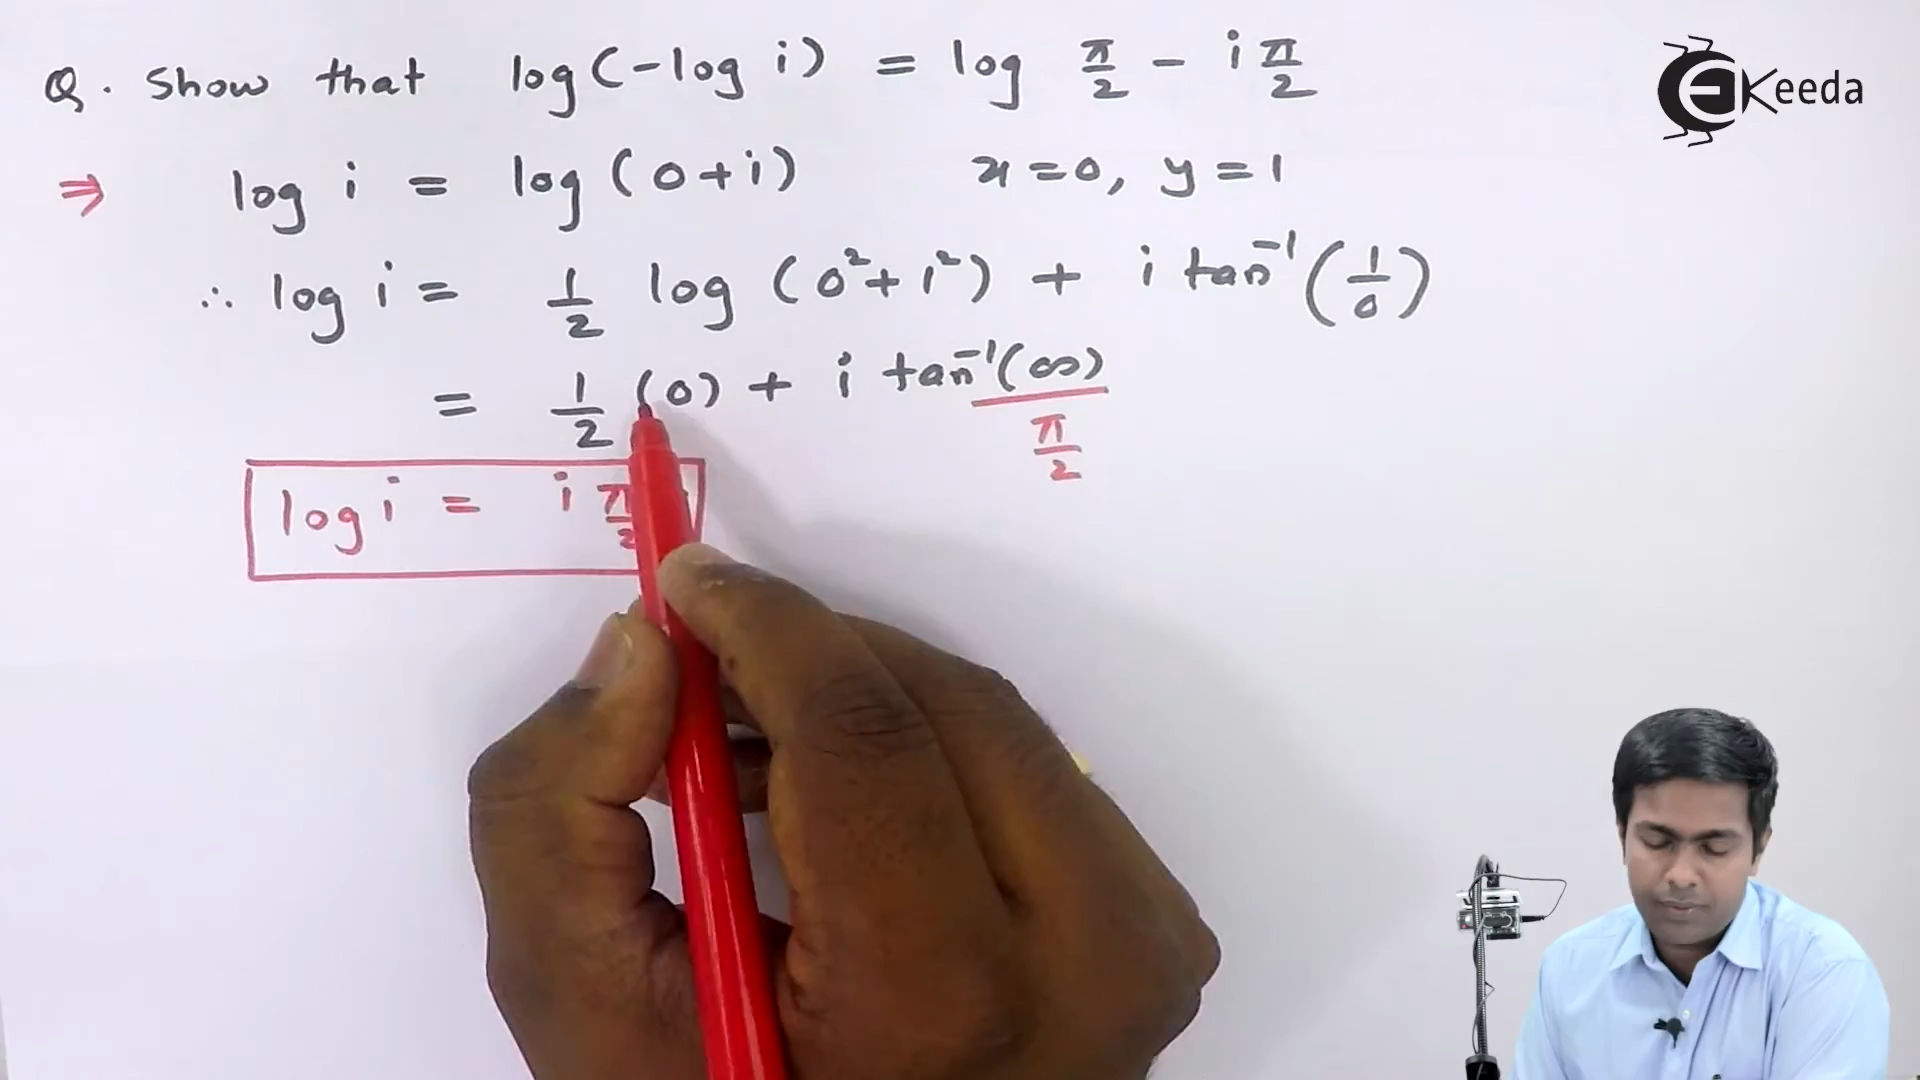 Q. Show that log(-log i) = log π/2 - i π/2
EKeeda
⇒ log i = log(0+i) x=0, y=1
∴ log i = 1/2 log(0²+1²) + i tan⁻¹(1/0)
= 1/2 (0) + i tan⁻¹(∞)
π/2
log i = i π/2